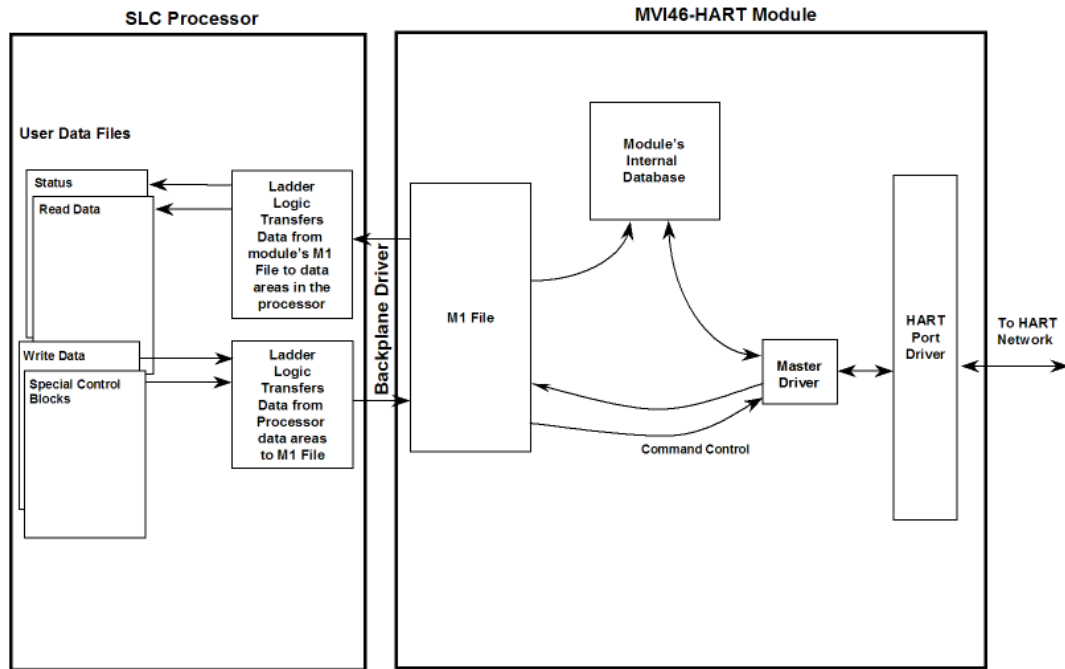 SLC Processor
MVI46-HART Module
User Data Files
Status
Read Data
Write Data
Special Control
Blocks
Ladder
Logic
Transfers
Data from
module's M1
File to data
areas in the
processor
Ladder
Logic
Transfers
Data from
Processor
data areas
to M1 File
Backplane Driver
M1 File
Module's
Internal
Database
Master
Driver
Command Control
HART
Port
Driver
To HART
Network